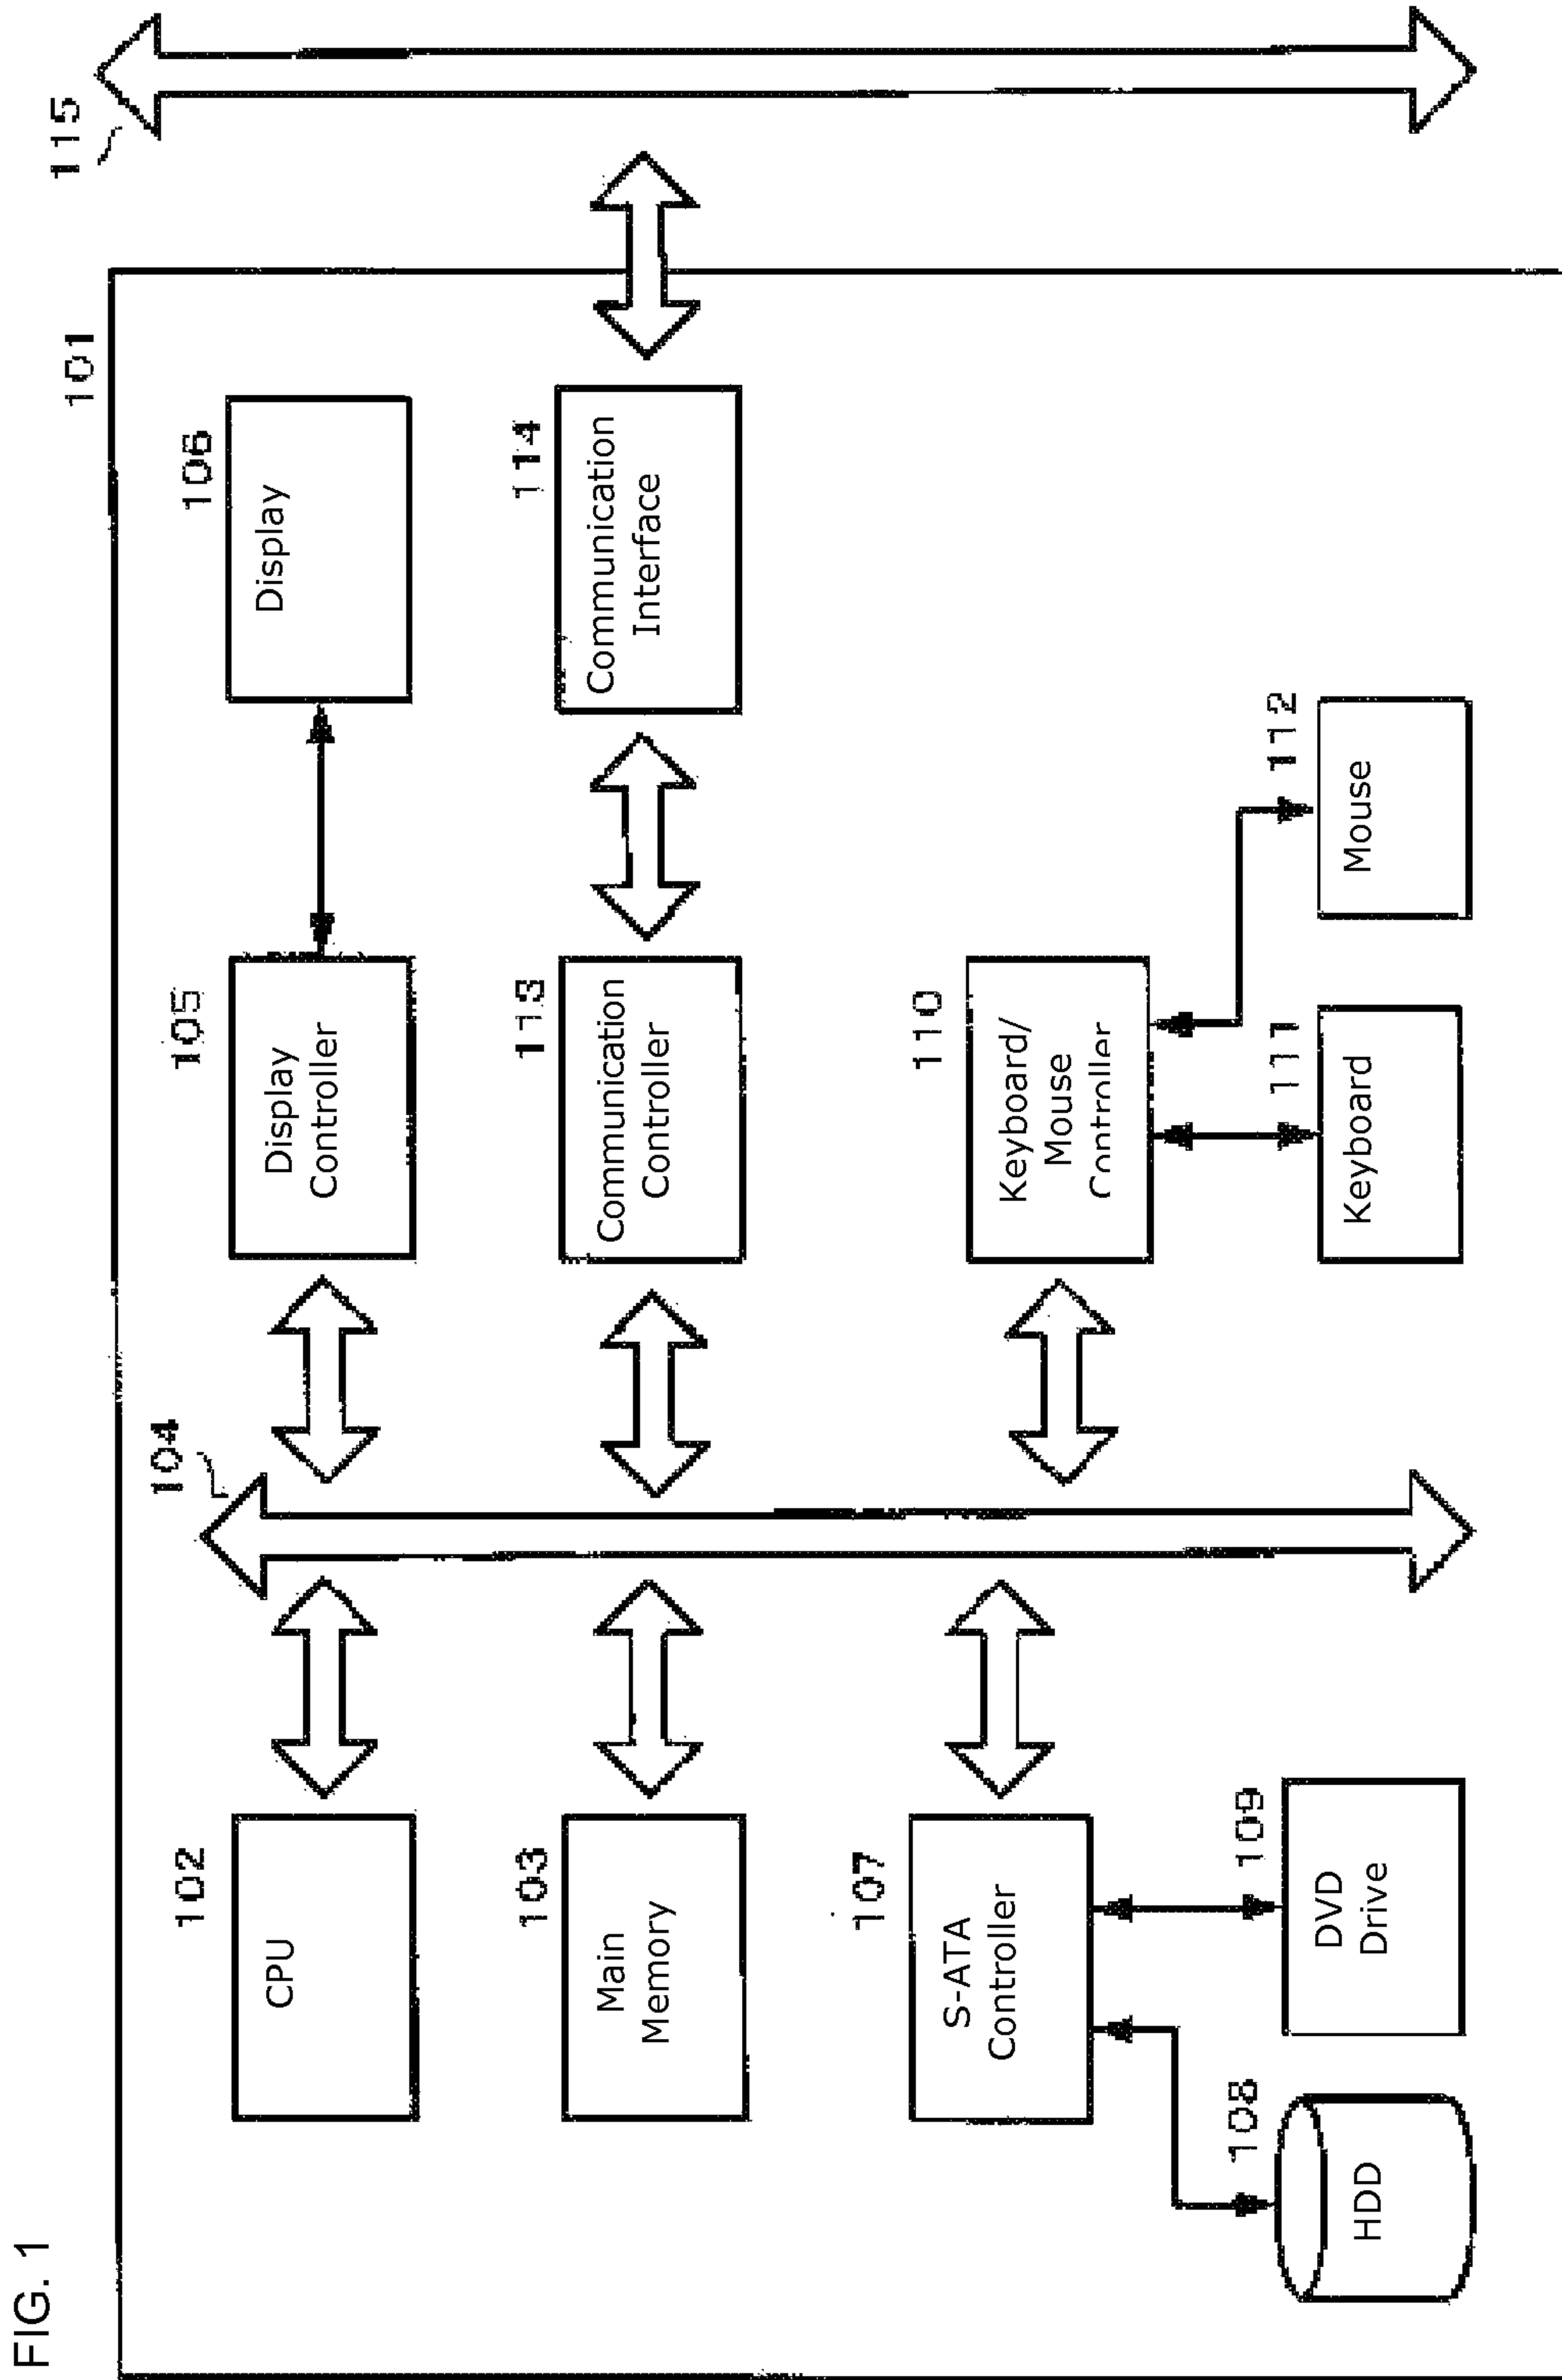 FIG. 1
101
115
102
CPU
104
105
Display
Controller
106
Display
103
Main
Memory
113
Communication
Controller
114
Communication
Interface
107
S-ATA
Controller
110
Keyboard/
Mouse
Controller
108
HDD
109
DVD
Drive
111
Keyboard
112
Mouse